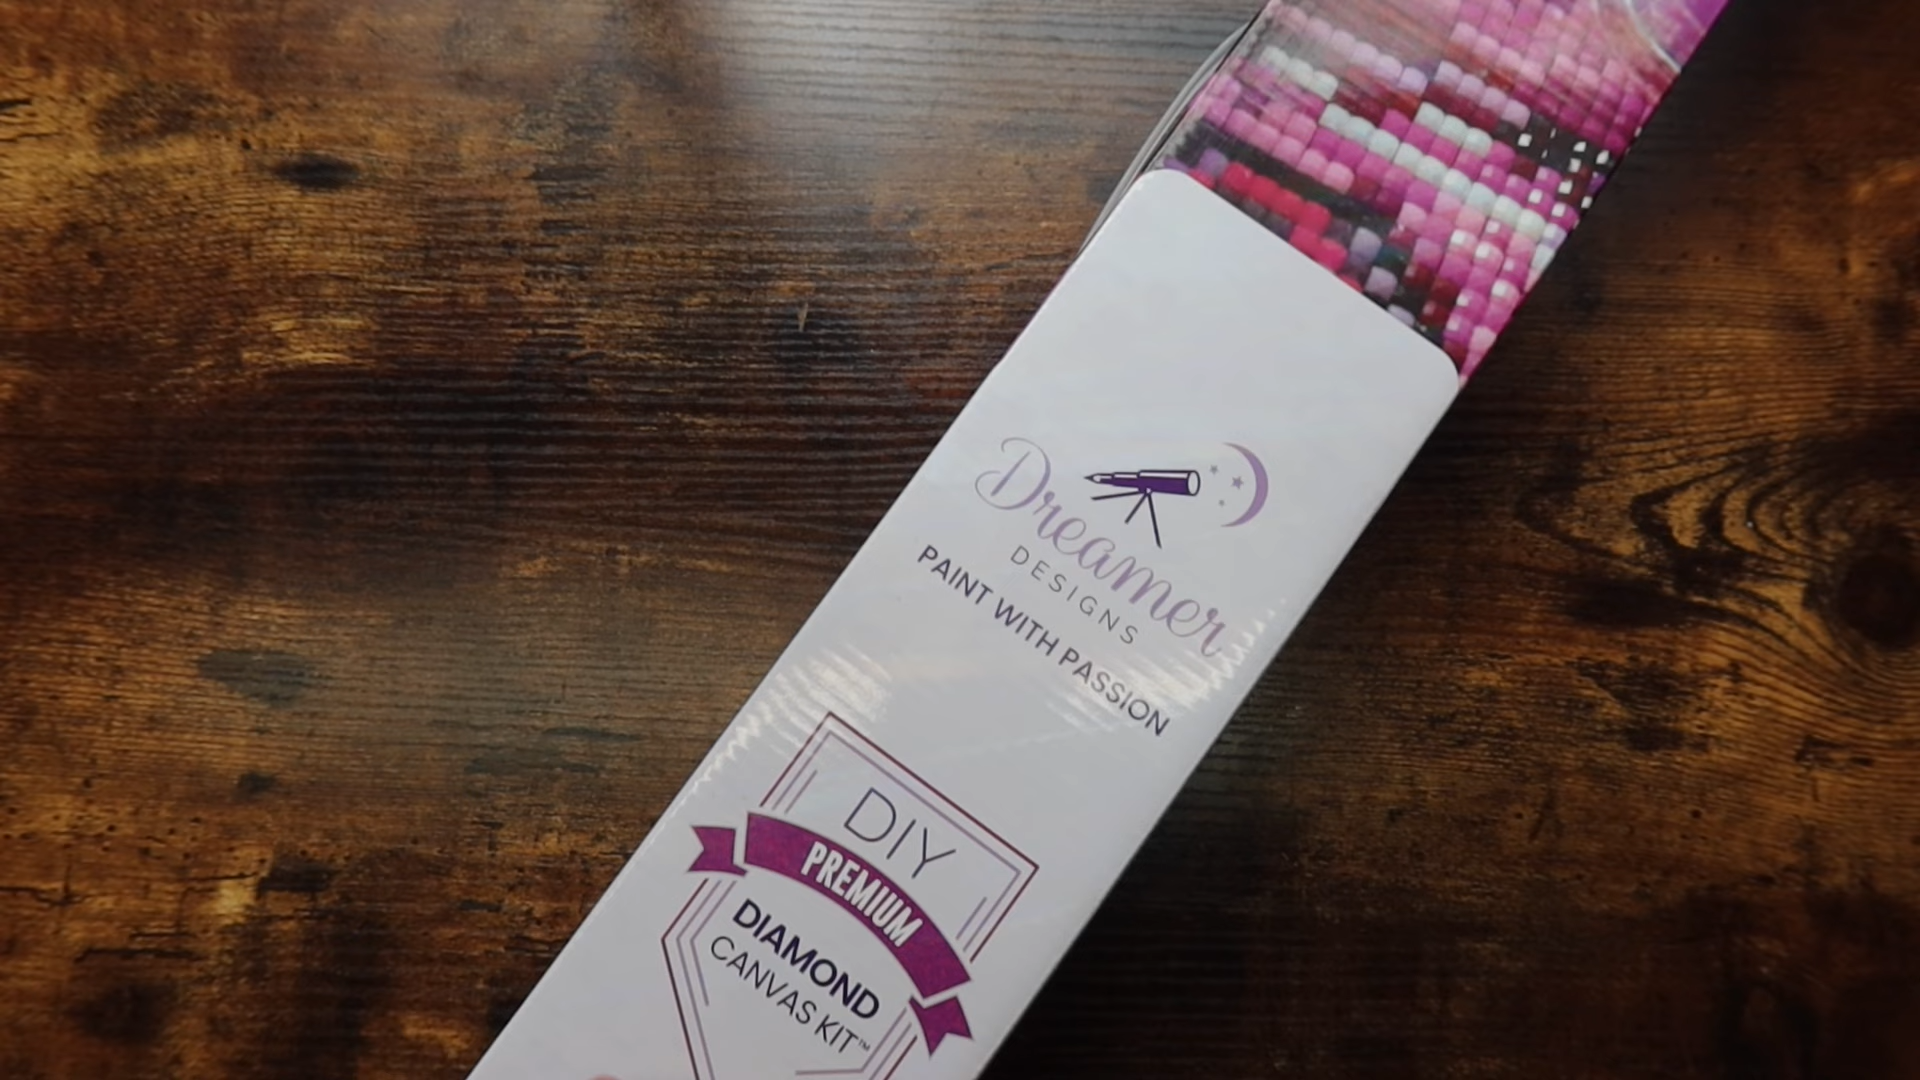 Dreamer
DESIGNS
PAINT WITH PASSION
DIY
PREMIUM
DIAMOND
CANVAS KIT™